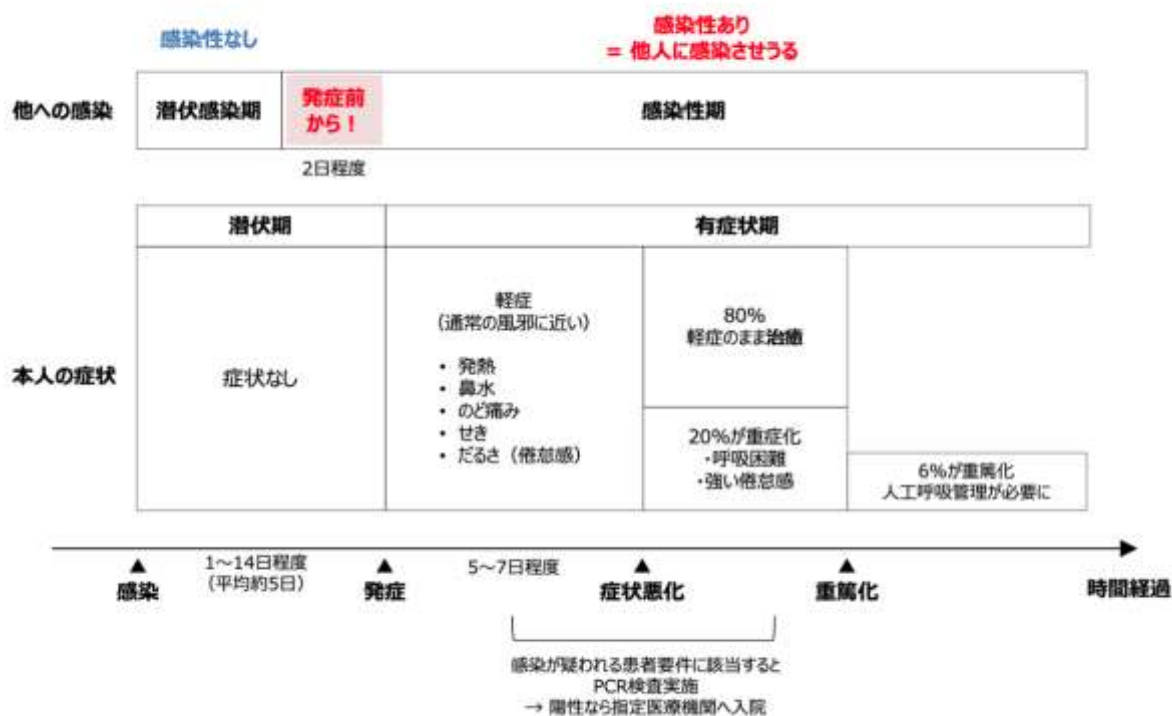 感染性なし
感染性あり
= 他人に感染させうる
他への感染
潜伏感染期
発症前
から！
感染性期
2日程度
潜伏期
有症状期
本人の症状
症状なし
軽症
（通常の風邪に近い）
• 発熱
• 鼻水
• のど痛み
• せき
• だるさ（倦怠感）
80%
軽症のまま治癒
20%が重症化
・呼吸困難
・強い倦怠感
6%が重篤化
人工呼吸管理が必要に
▲
感染
1～14日程度
（平均約5日）
▲
発症
5～7日程度
▲
症状悪化
▲
重篤化
時間経過
感染が疑われる患者要件に該当すると
PCR検査実施
→ 陽性なら指定医療機関へ入院